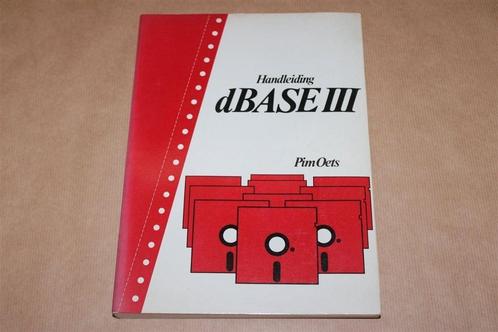 Handleiding
dBASE III
Pim Oets